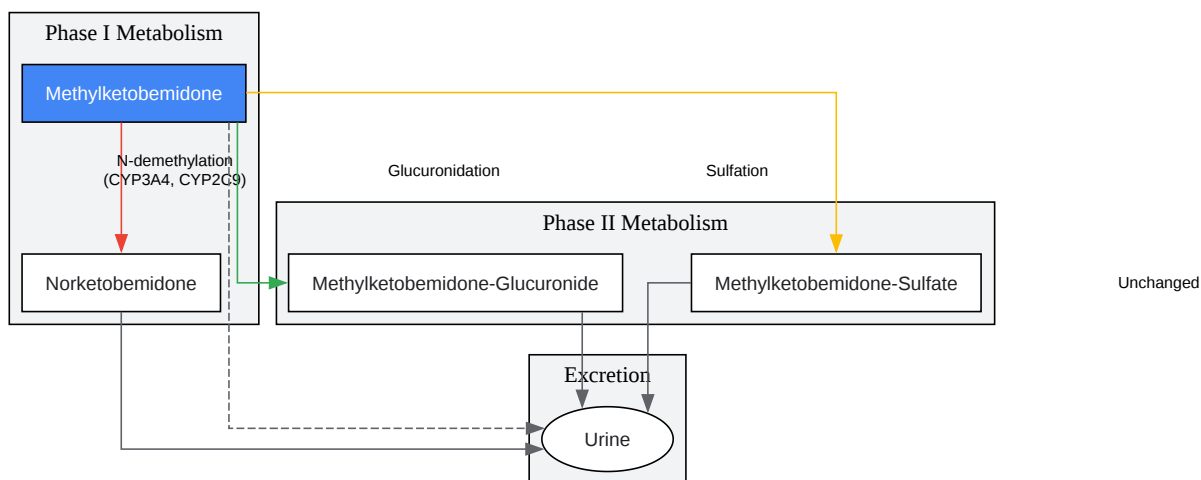 Phase I Metabolism
Methylketobemidone
N-demethylation
(CYP3A4, CYP2C9)
Glucuronidation
Sulfation
Phase II Metabolism
Norketobemidone
Methylketobemidone-Glucuronide
Methylketobemidone-Sulfate
Unchanged
Excretion
Urine